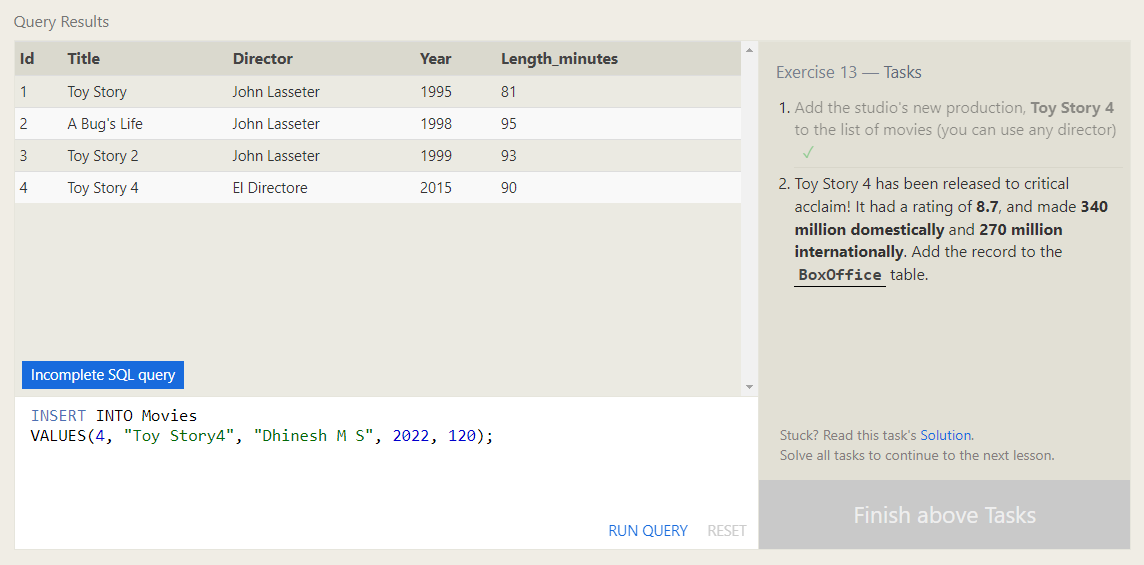 Query Results
Id Title Director Year Length_minutes
1 Toy Story John Lasseter 1995 81
2 A Bug's Life John Lasseter 1998 95
3 Toy Story 2 John Lasseter 1999 93
4 Toy Story 4 El Directore 2015 90
Incomplete SQL query
INSERT INTO Movies
VALUES(4, "Toy Story4", "Dhinesh M S", 2022, 120);
RUN QUERY RESET
Exercise 13 — Tasks
1. Add the studio's new production, Toy Story 4
to the list of movies (you can use any director)
✓
2. Toy Story 4 has been released to critical
acclaim! It had a rating of 8.7, and made 340
million domestically and 270 million
internationally. Add the record to the
BoxOffice table.
Stuck? Read this task's Solution.
Solve all tasks to continue to the next lesson.
Finish above Tasks